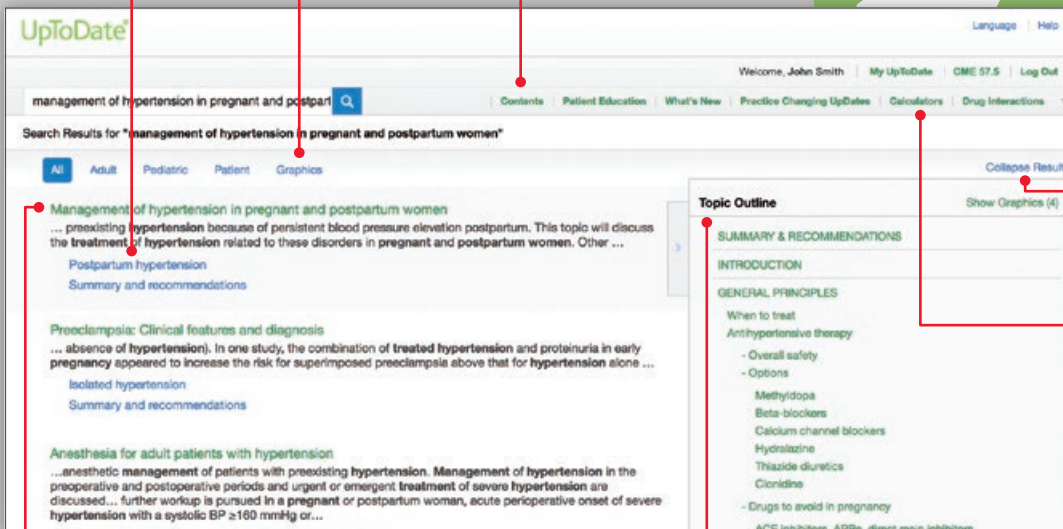 UpToDate®
Language Help
Welcome, John Smith My UpToDate CME 57.5 Log Out
management of hypertension in pregnant and postpart
Contents Patient Education What's New Practice Changing UpDates Calculators Drug Interactions
Search Results for "management of hypertension in pregnant and postpartum women"
All Adult Pediatric Patient Graphics
Collapse Result
Management of hypertension in pregnant and postpartum women
... preexisting hypertension because of persistent blood pressure elevation postpartum. This topic will discuss
the treatment of hypertension related to these disorders in pregnant and postpartum women. Other ...
Postpartum hypertension
Summary and recommendations
Preeclampsia: Clinical features and diagnosis
... absence of hypertension). In one study, the combination of treated hypertension and proteinuria in early
pregnancy appeared to increase the risk for superimposed preeclampsia above that for hypertension alone ...
Isolated hypertension
Summary and recommendations
Anesthesia for adult patients with hypertension
...anesthetic management of patients with preexisting hypertension. Management of hypertension in the
preoperative and postoperative periods and urgent or emergent treatment of severe hypertension are
discussed... further workup is pursued In a pregnant or postpartum woman, acute perioperative onset of severe
hypertension with a systolic BP ≥160 mmHg or...
Topic Outline Show Graphics (4)
SUMMARY & RECOMMENDATIONS
INTRODUCTION
GENERAL PRINCIPLES
When to treat
Antihypertensive therapy
- Overall safety
- Options
Methyldopa
Beta-blockers
Calcium channel blockers
Hydralazine
Thiazide diuretics
Clonidine
- Drugs to avoid in pregnancy
ACE inhibitors, ARBs, direct renin inhibitors